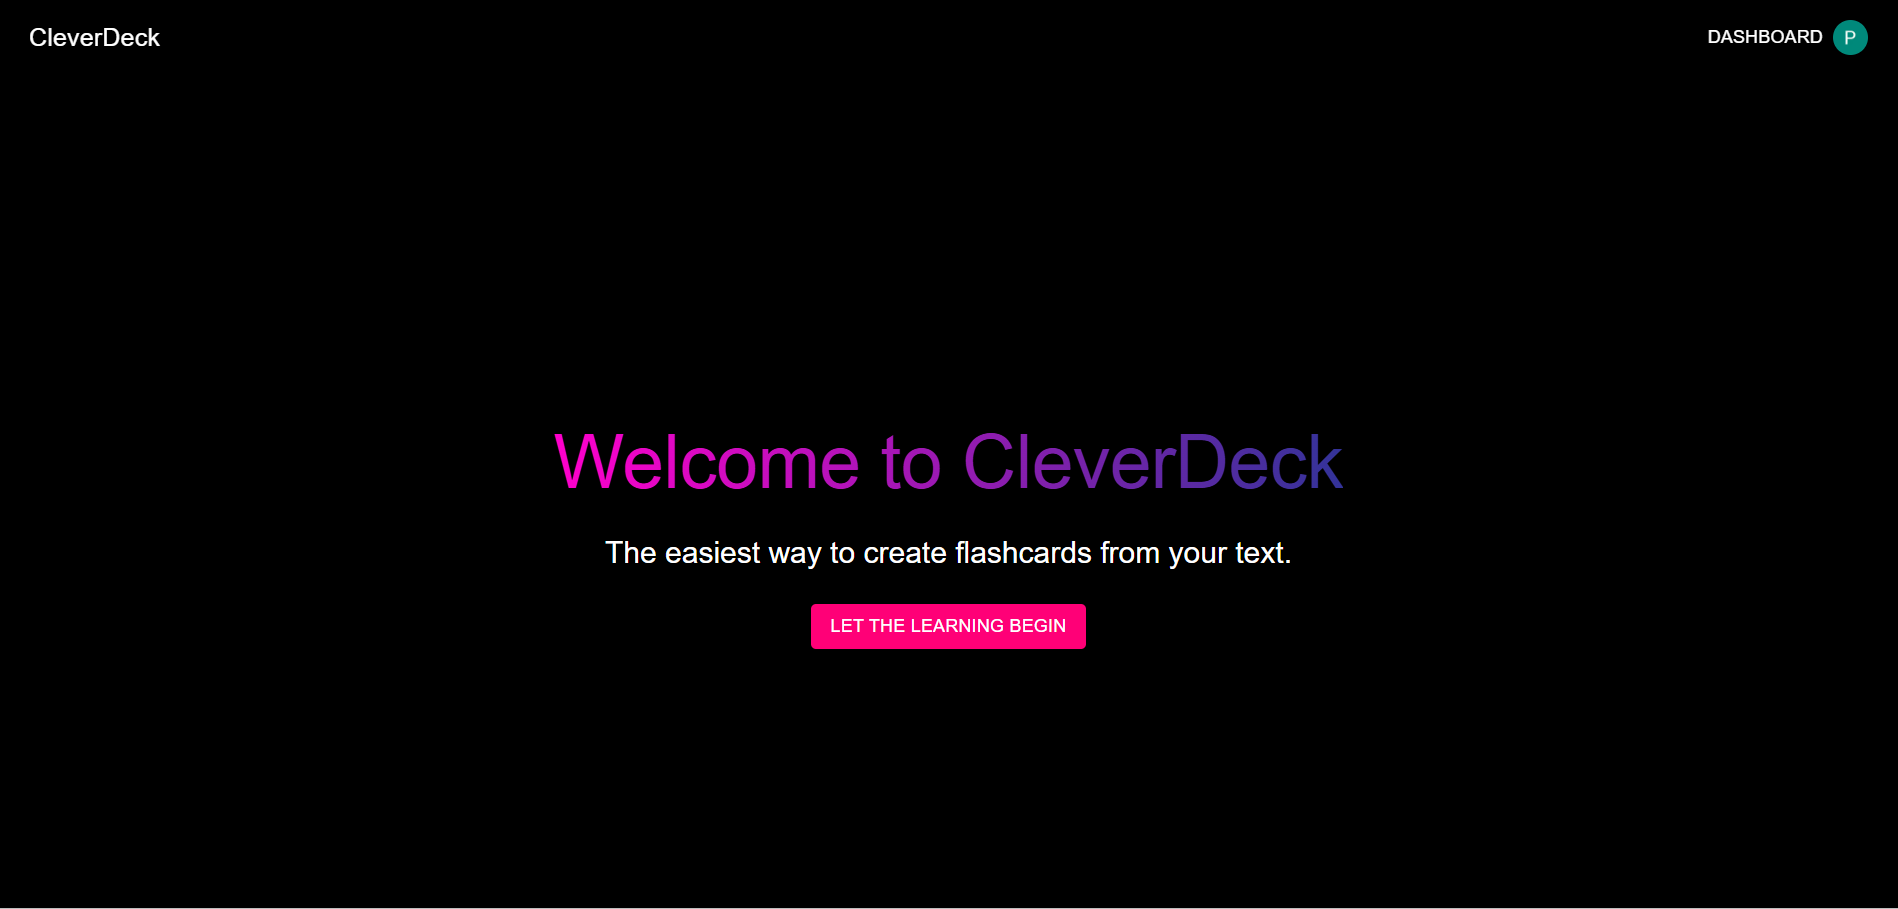 CleverDeck
DASHBOARD P
Welcome to CleverDeck
The easiest way to create flashcards from your text.
LET THE LEARNING BEGIN